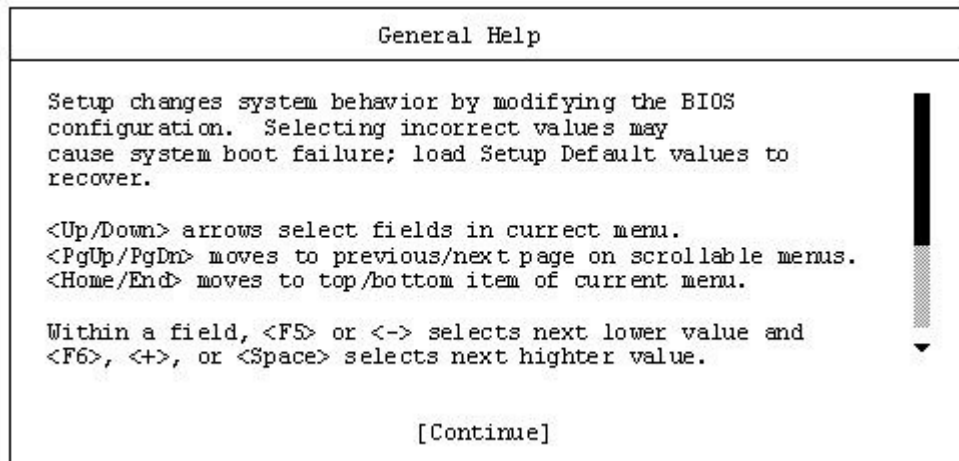 General Help
Setup changes system behavior by modifying the BIOS
configuration.  Selecting incorrect values may
cause system boot failure; load Setup Default values to
recover.
<Up/Down> arrows select fields in currect menu.
<PgUp/PgDn> moves to previous/next page on scrollable menus.
<Home/End> moves to top/bottom item of current menu.
Within a field, <F5> or <-> selects next lower value and
<F6>, <+>, or <Space> selects next highter value.
[Continue]